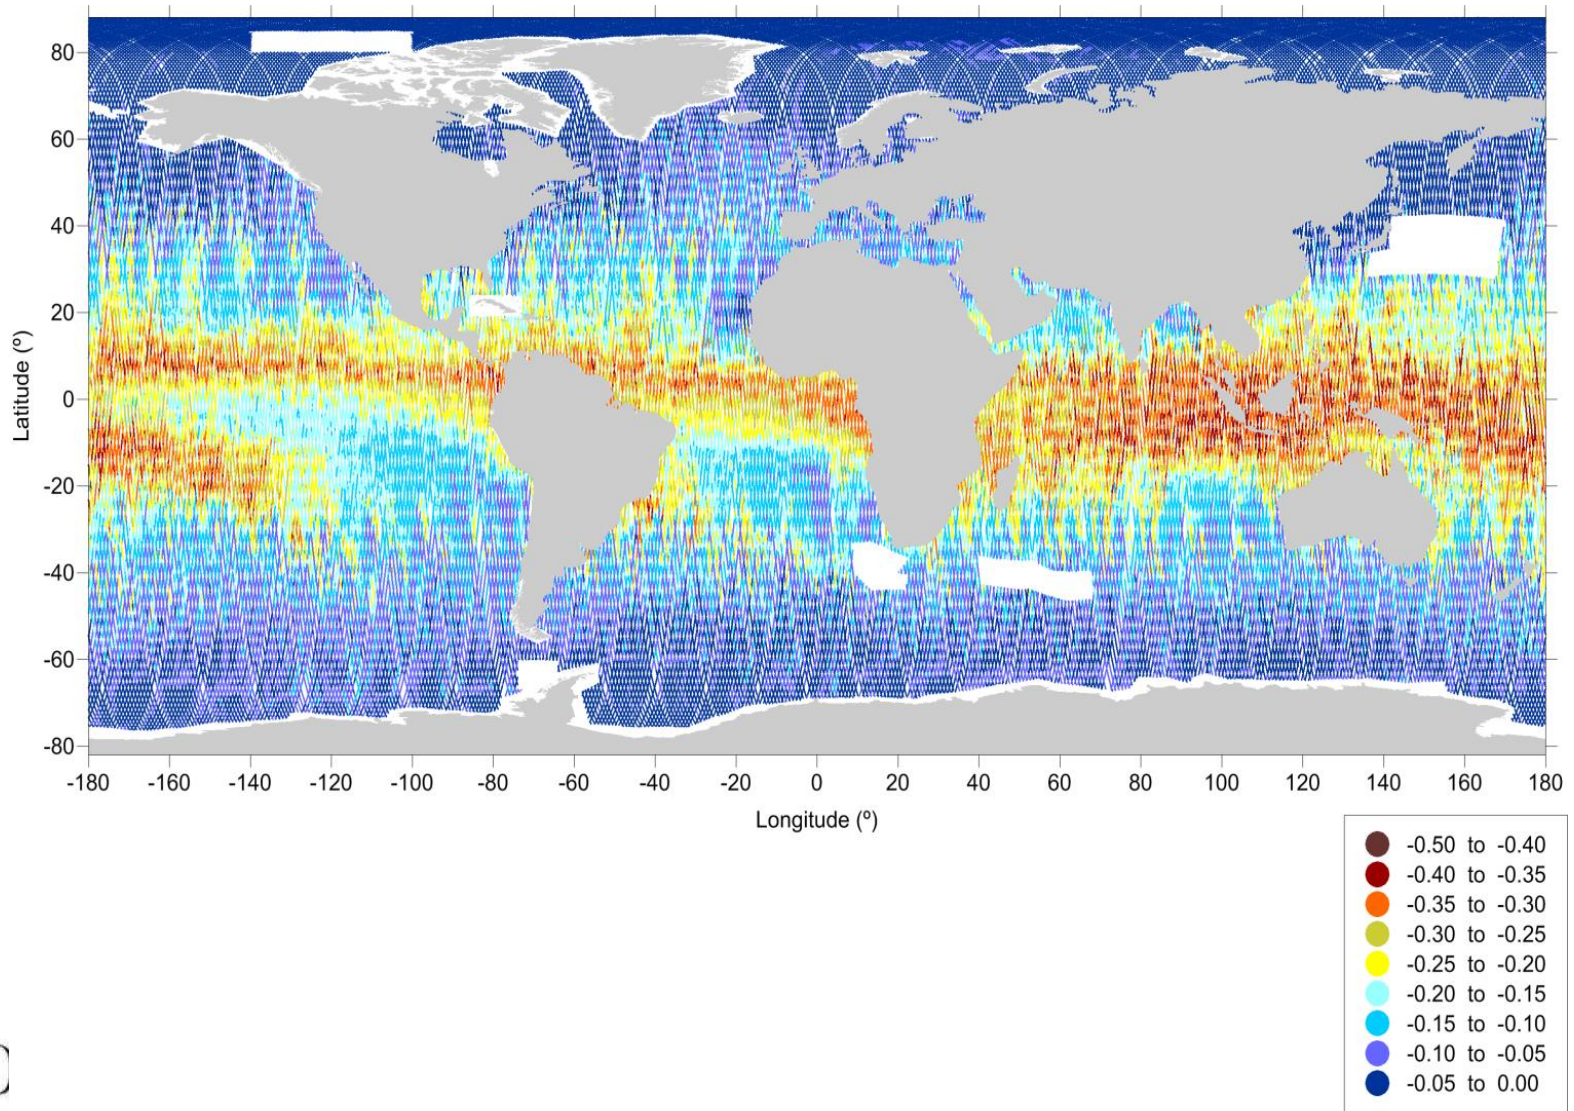 80
60
40
20
0
-20
-40
-60
-80
Latitude (º)
-180 -160 -140 -120 -100 -80 -60 -40 -20 0 20 40 60 80 100 120 140 160 180
Longitude (º)
-0.50 to -0.40
-0.40 to -0.35
-0.35 to -0.30
-0.30 to -0.25
-0.25 to -0.20
-0.20 to -0.15
-0.15 to -0.10
-0.10 to -0.05
-0.05 to 0.00